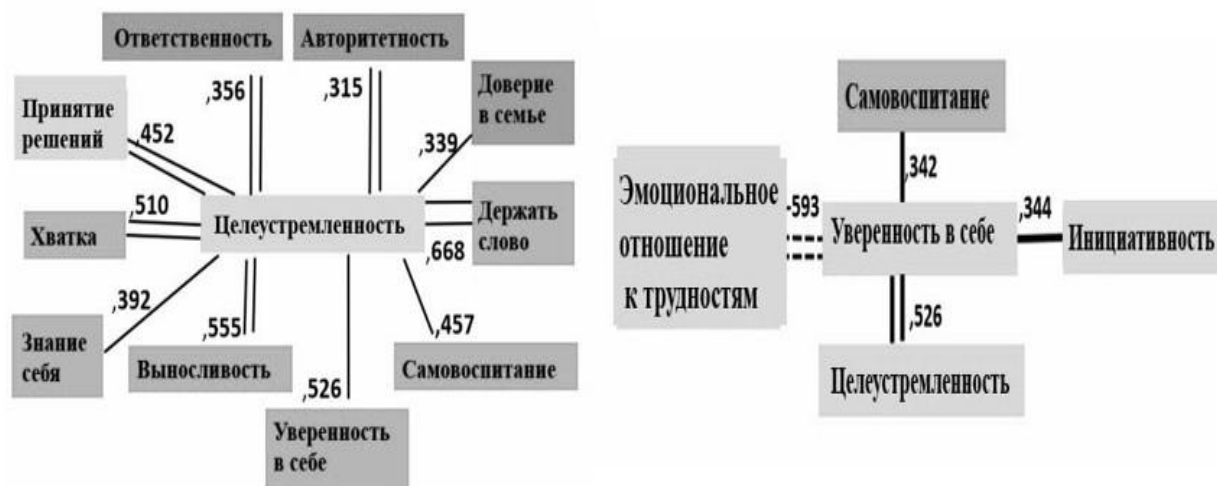 Ответственность
Авторитетность
,356
,315
Принятие
решений
,452
Доверие
в семье
,339
Хватка
,510
Целеустремленность
Держать
слово
,668
Знание
себя
,392
Выносливость
,555
Уверенность
в себе
,526
Самовоспитание
,457
Самовоспитание
,342
Эмоциональное
отношение
к трудностям
-593
Уверенность в себе
,344
Инициативность
,526
Целеустремленность